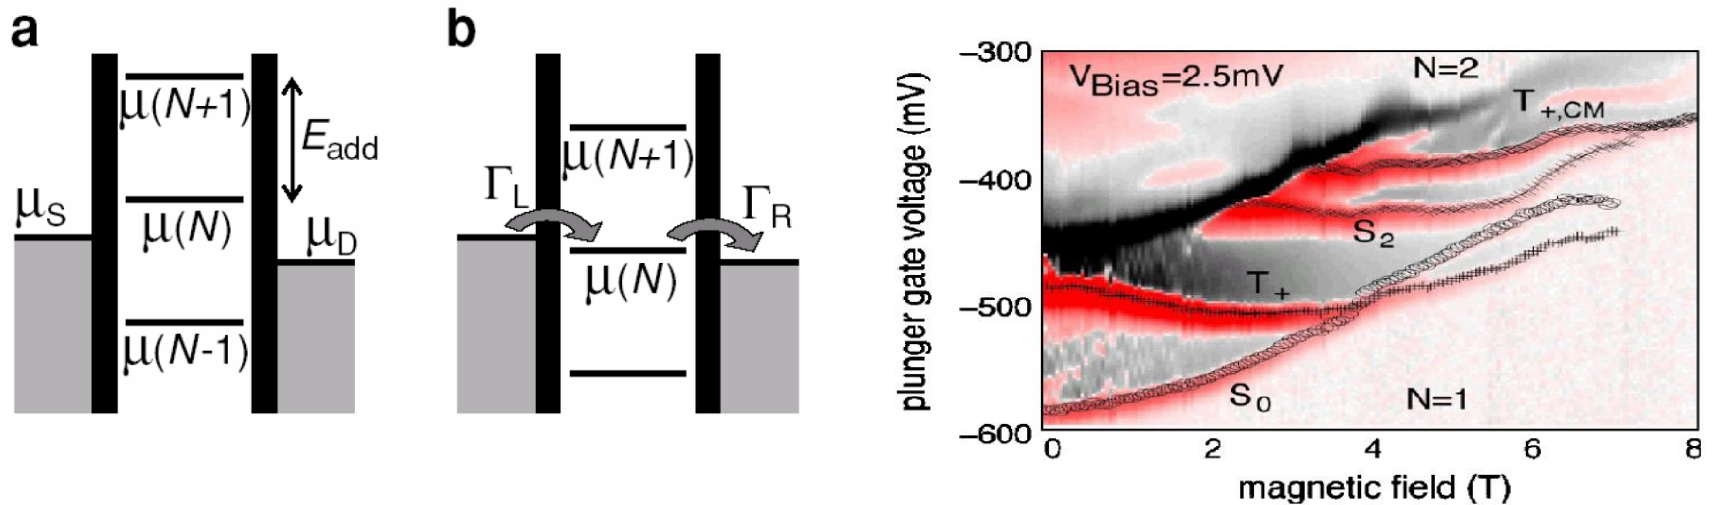 a
μ(N+1)
E_add
μ_S
μ(N)
μ_D
μ(N-1)
b
μ(N+1)
Γ_L
Γ_R
μ(N)
plunger gate voltage (mV)
−300
−400
−500
−600
V_Bias=2.5mV
N=2
T_+,CM
S_2
T_+
S_0
N=1
0 2 4 6 8
magnetic field (T)